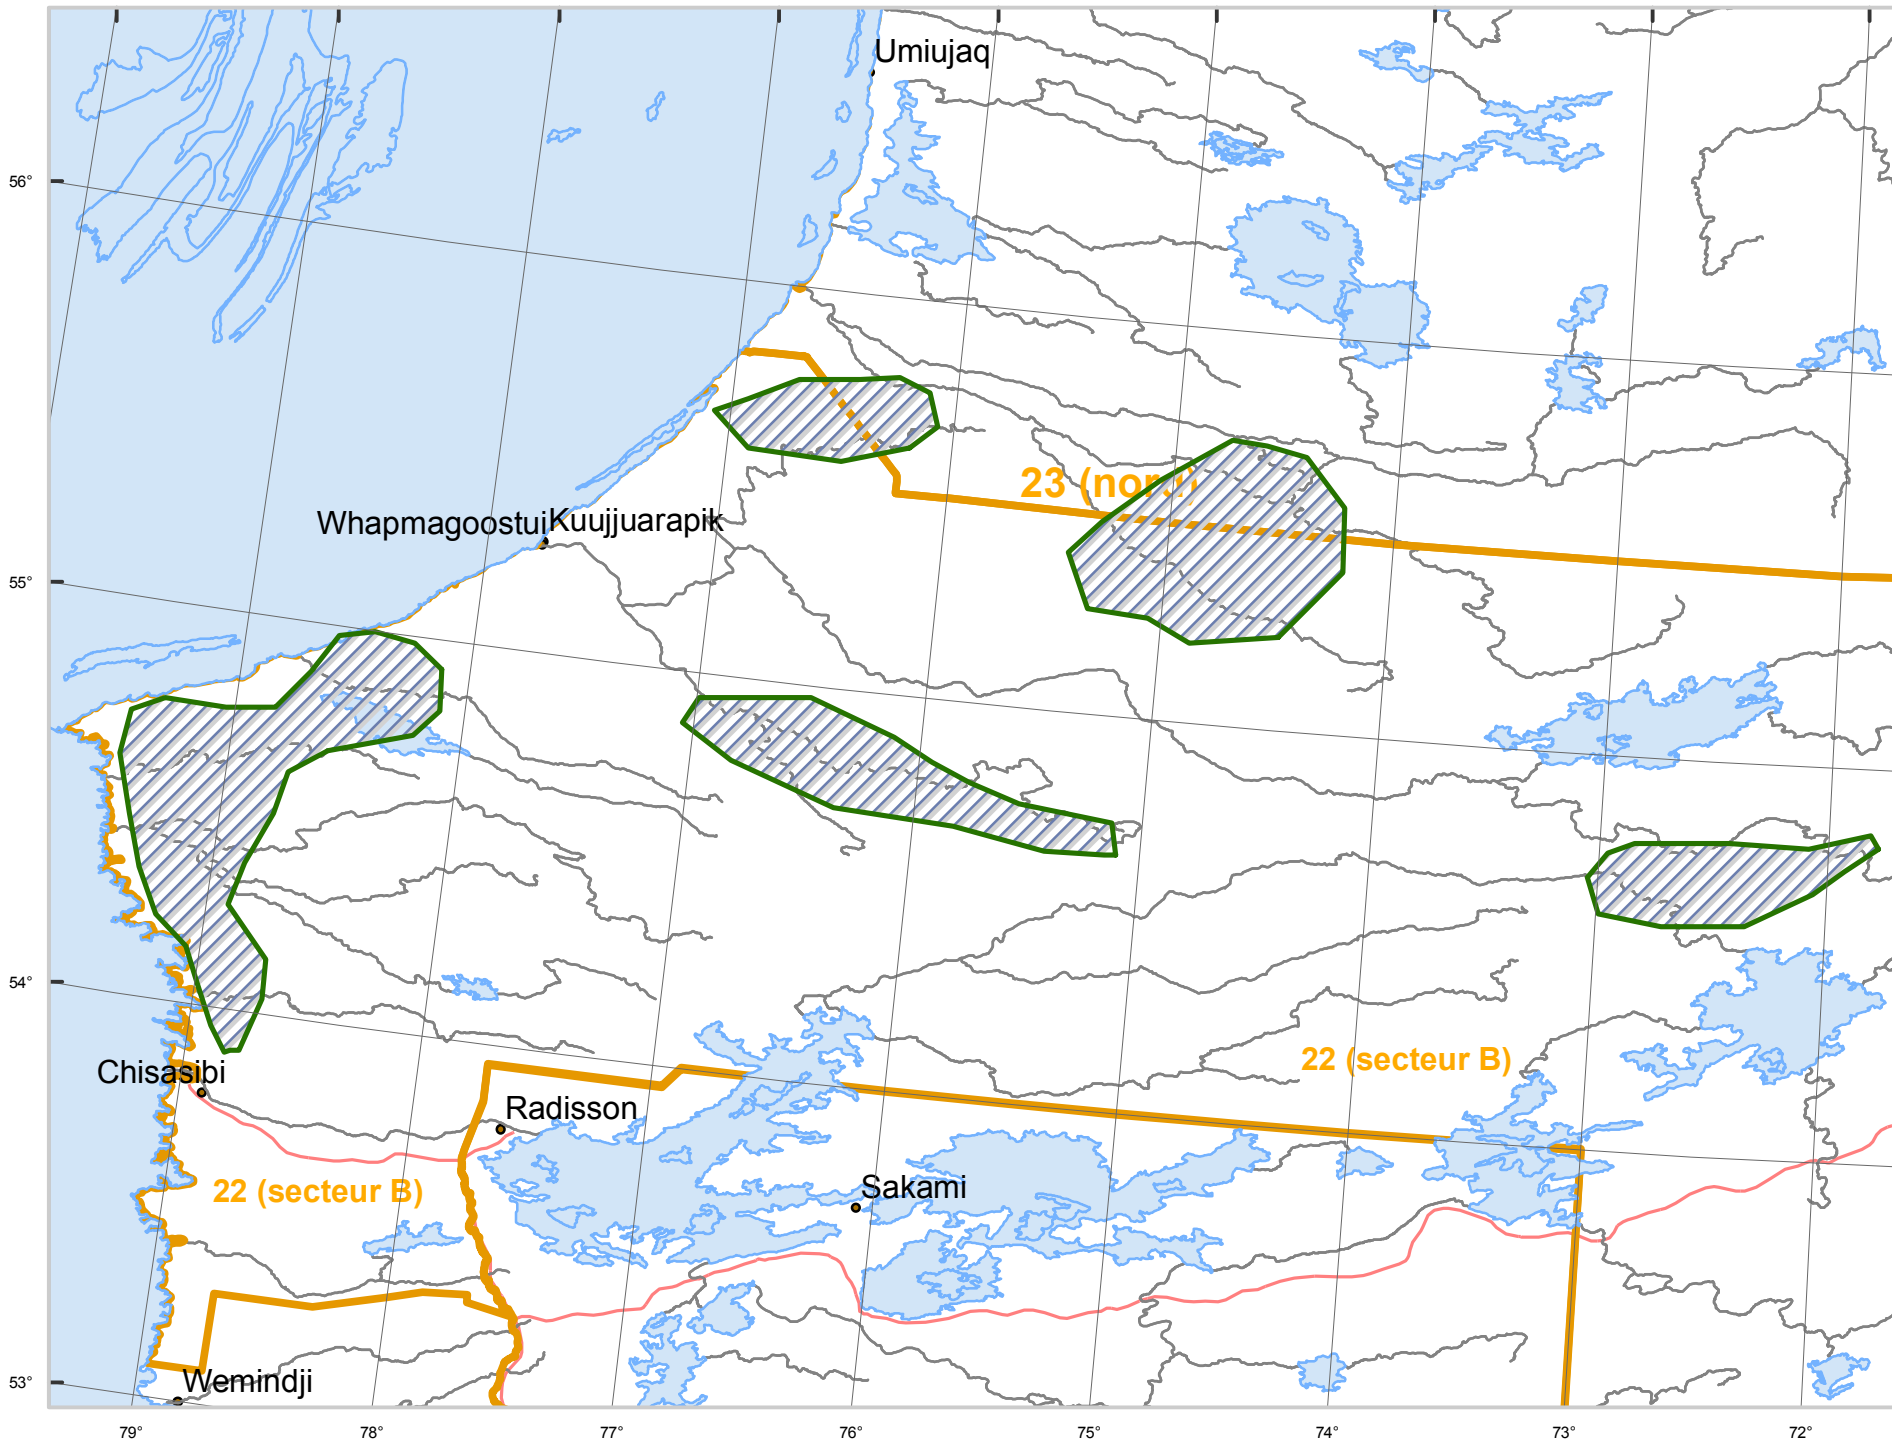 Umiujaq
56°
23 (nord)
Whapmagoostui Kuujjuarapik
55°
54°
Chisasibi
22 (secteur B)
Radisson
22 (secteur B)
Sakami
Wemindji
53°
79° 78° 77° 76° 75° 74° 73° 72°